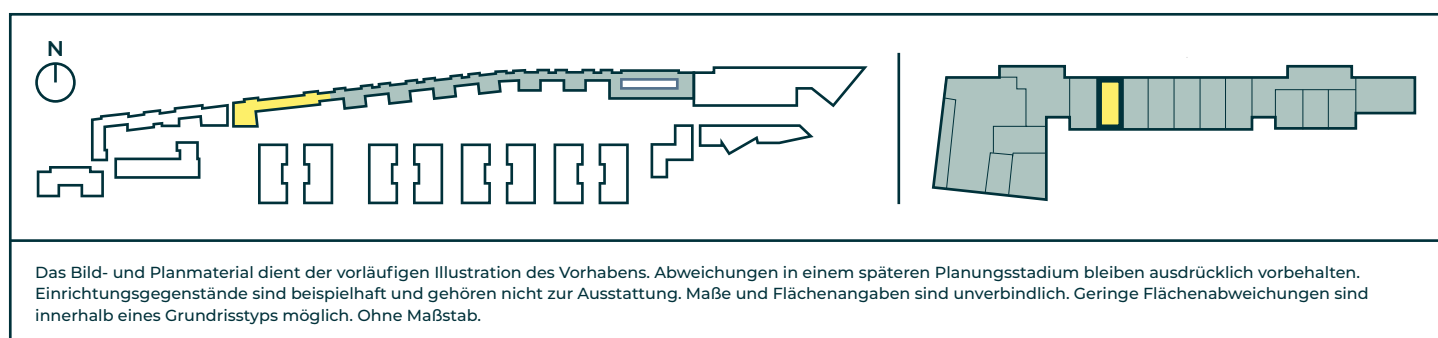 N
Das Bild- und Planmaterial dient der vorläufigen Illustration des Vorhabens. Abweichungen in einem späteren Planungsstadium bleiben ausdrücklich vorbehalten.
Einrichtungsgegenstände sind beispielhaft und gehören nicht zur Ausstattung. Maße und Flächenangaben sind unverbindlich. Geringe Flächenabweichungen sind
innerhalb eines Grundrisstyps möglich. Ohne Maßstab.